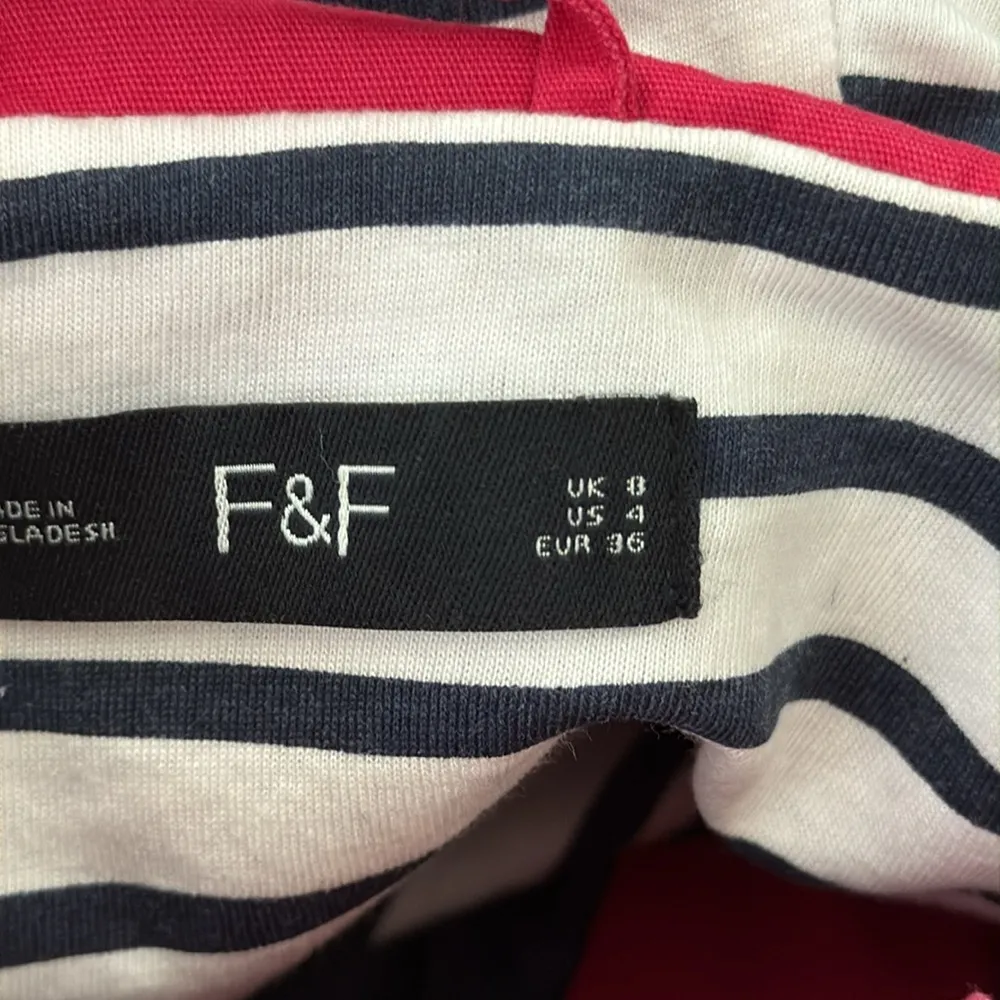 ADE IN
GLADESH
F&F
UK 8
US 4
EUR 36